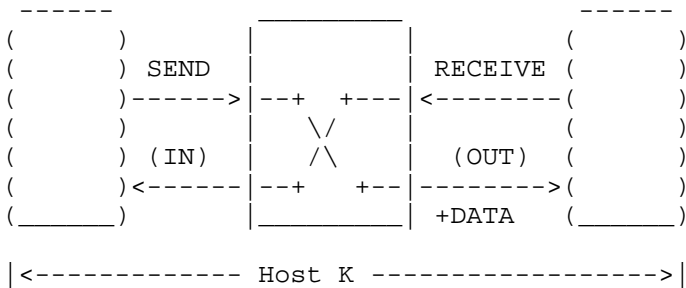 SEND RECEIVE
(IN) (OUT)
+DATA
Host K